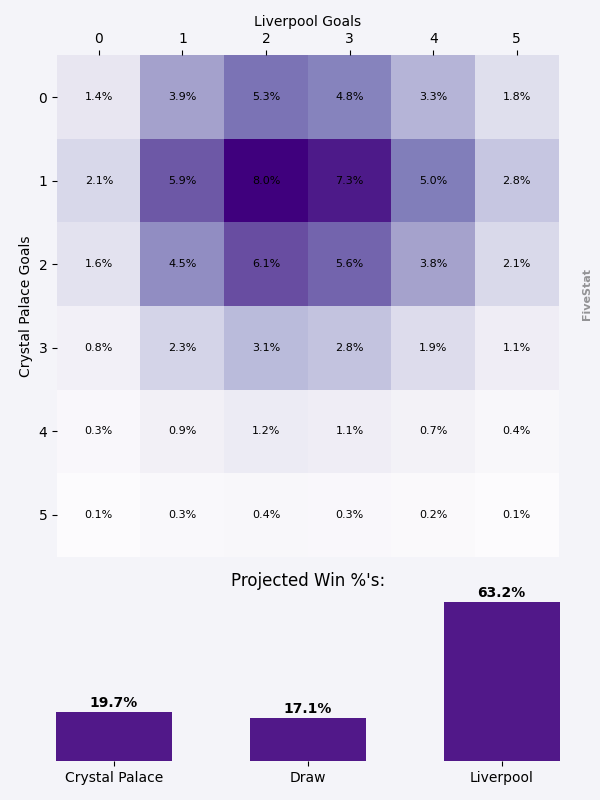 Liverpool Goals
0 1 2 3 4 5
0 1.4% 3.9% 5.3% 4.8% 3.3% 1.8%
1 2.1% 5.9% 8.0% 7.3% 5.0% 2.8%
2 1.6% 4.5% 6.1% 5.6% 3.8% 2.1%
3 0.8% 2.3% 3.1% 2.8% 1.9% 1.1%
4 0.3% 0.9% 1.2% 1.1% 0.7% 0.4%
5 0.1% 0.3% 0.4% 0.3% 0.2% 0.1%
Crystal Palace Goals
FiveStat
Projected Win %'s:
19.7% 17.1% 63.2%
Crystal Palace Draw Liverpool